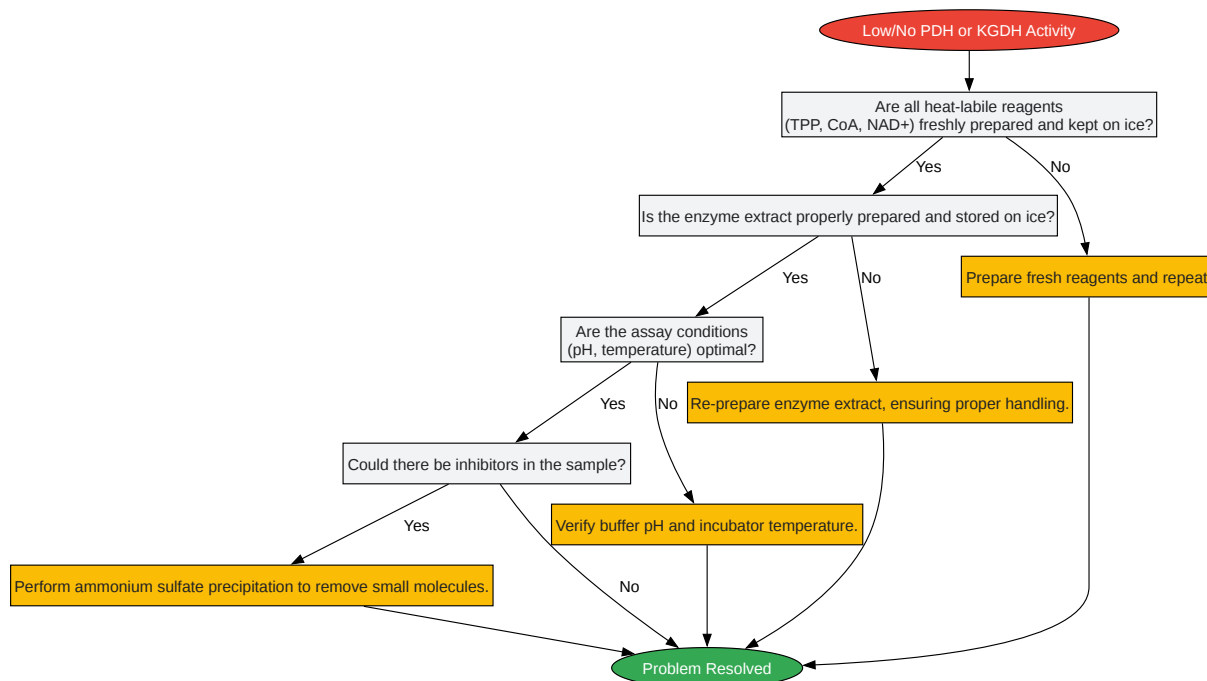 Low/No PDH or KGDH Activity
Are all heat-labile reagents
(TPP, CoA, NAD+) freshly prepared and kept on ice?
Yes
No
Is the enzyme extract properly prepared and stored on ice?
Prepare fresh reagents and repeat
Yes
No
Are the assay conditions
(pH, temperature) optimal?
Re-prepare enzyme extract, ensuring proper handling.
Yes
No
Could there be inhibitors in the sample?
Verify buffer pH and incubator temperature.
Yes
No
Perform ammonium sulfate precipitation to remove small molecules.
Problem Resolved